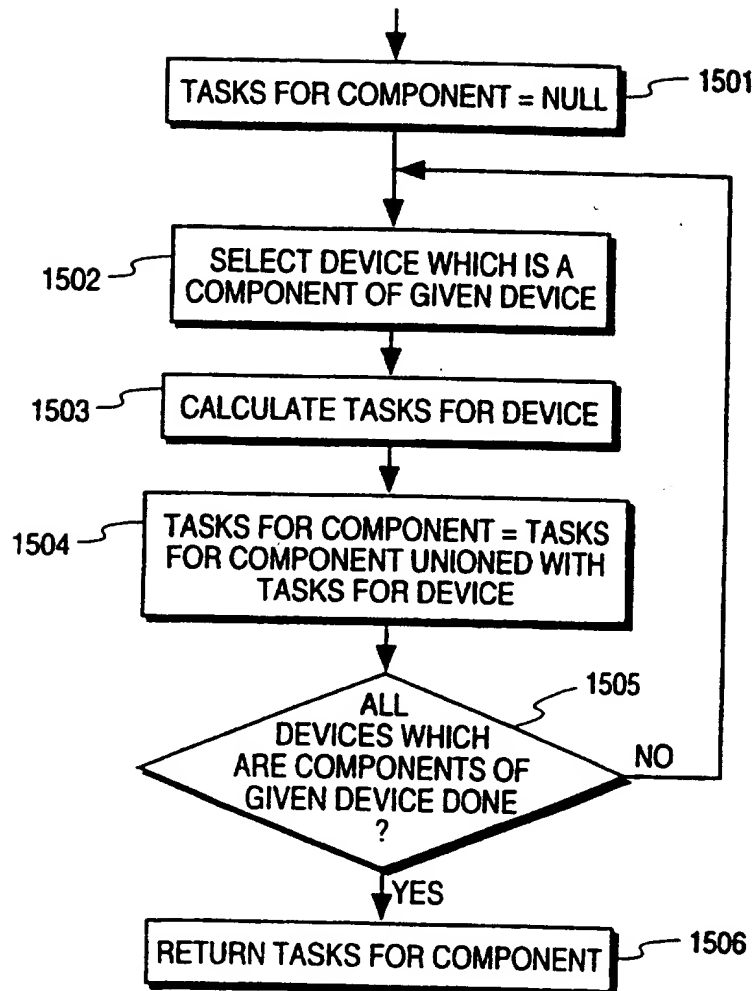 TASKS FOR COMPONENT = NULL
1501
1502
SELECT DEVICE WHICH IS A
COMPONENT OF GIVEN DEVICE
1503
CALCULATE TASKS FOR DEVICE
1504
TASKS FOR COMPONENT = TASKS
FOR COMPONENT UNIONED WITH
TASKS FOR DEVICE
1505
ALL
DEVICES WHICH
ARE COMPONENTS OF
GIVEN DEVICE DONE
?
NO
YES
RETURN TASKS FOR COMPONENT
1506